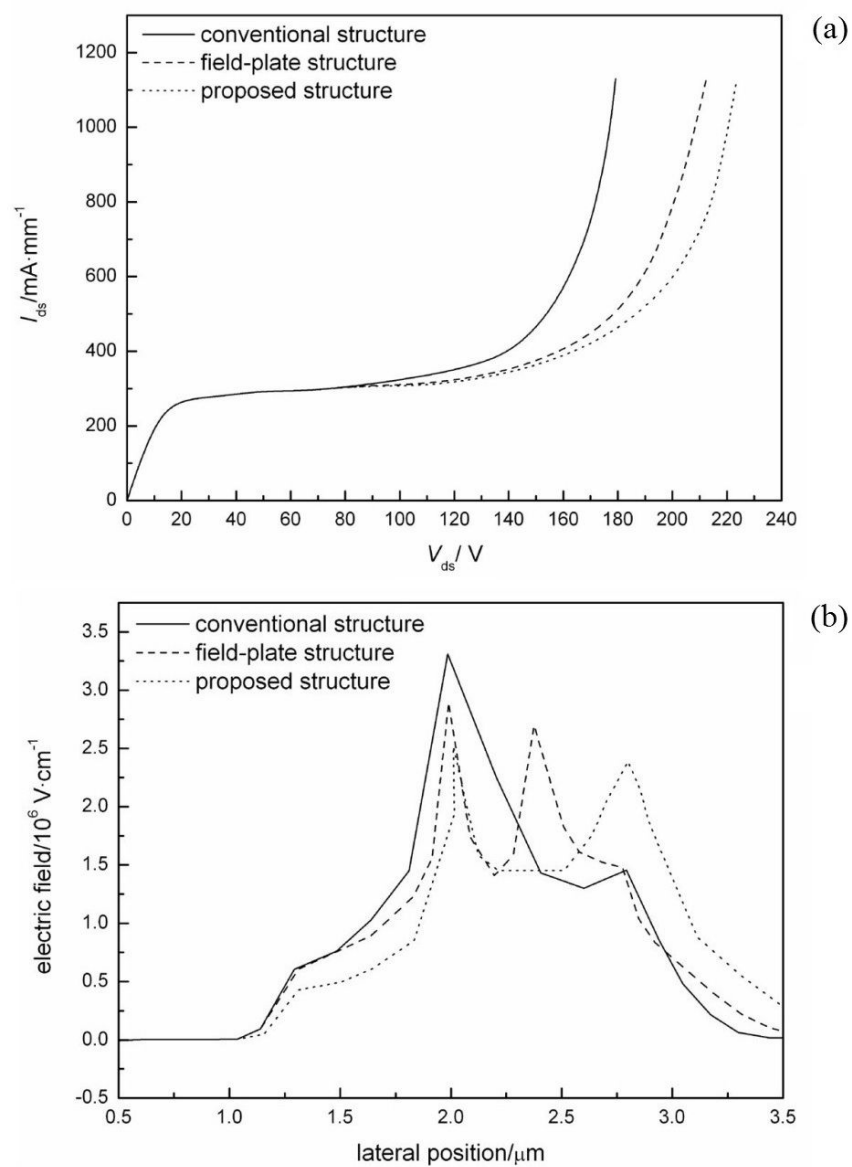 (a)
conventional structure
field-plate structure
proposed structure
1200
1000
800
600
400
200
0
I_ds/mA·mm⁻¹
0 20 40 60 80 100 120 140 160 180 200 220 240
V_ds/ V
(b)
conventional structure
field-plate structure
proposed structure
3.5
3.0
2.5
2.0
1.5
1.0
0.5
0.0
-0.5
electric field/10⁶ V·cm⁻¹
0.5 1.0 1.5 2.0 2.5 3.0 3.5
lateral position/μm